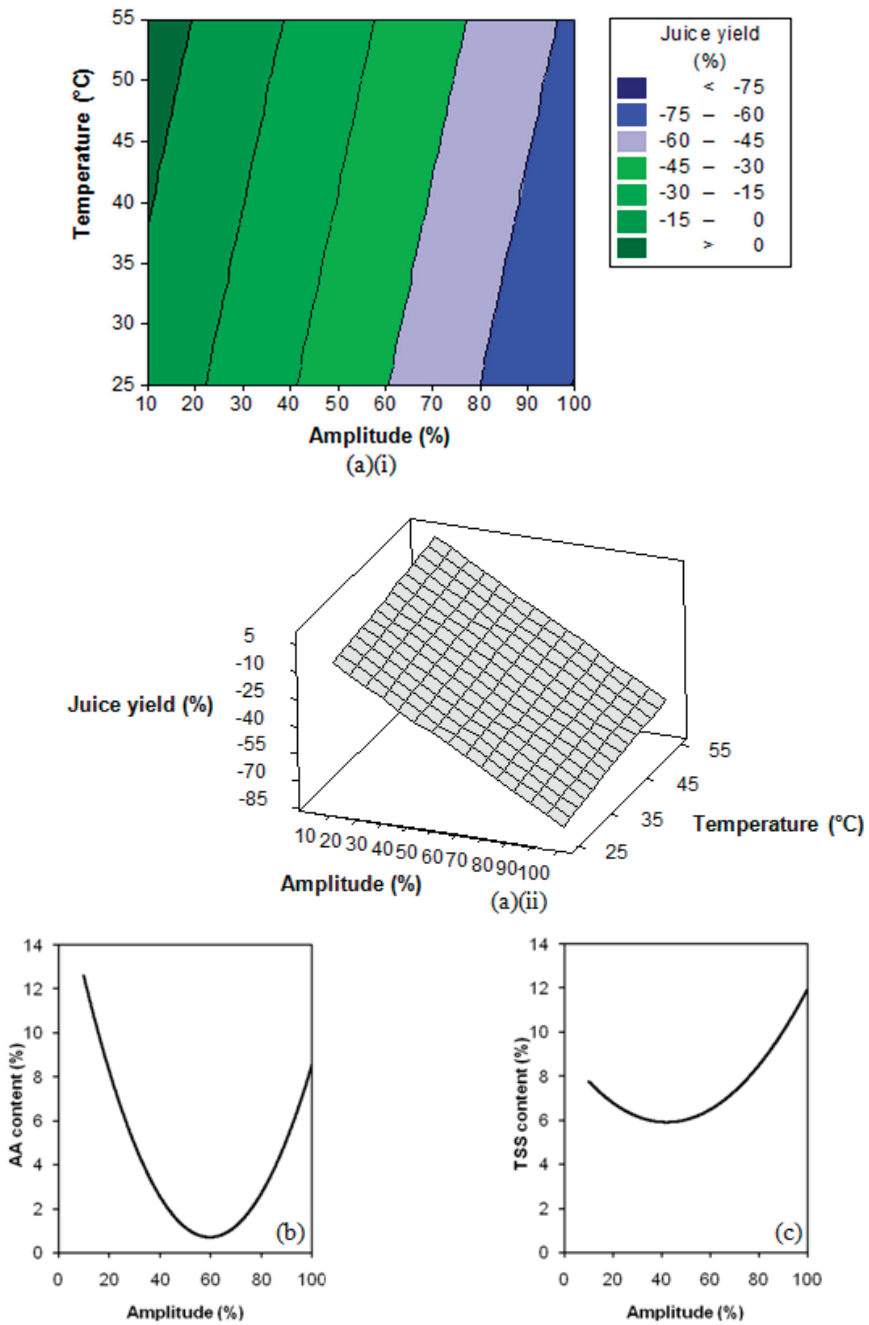 55
50
45
40
35
30
25
Temperature (°C)
10 20 30 40 50 60 70 80 90 100
Amplitude (%)
(a)(i)
Juice yield
(%)
< -75
-75 – -60
-60 – -45
-45 – -30
-30 – -15
-15 – 0
> 0
5
-10
-25
-40
-55
-70
-85
Juice yield (%)
10 20 30 40 50 60 70 80 90 100
Amplitude (%)
55
45
35
25
Temperature (°C)
(a)(ii)
14
12
10
8
6
4
2
0
AA content (%)
0 20 40 60 80 100
Amplitude (%)
(b)
14
12
10
8
6
4
2
0
TSS content (%)
0 20 40 60 80 100
Amplitude (%)
(c)